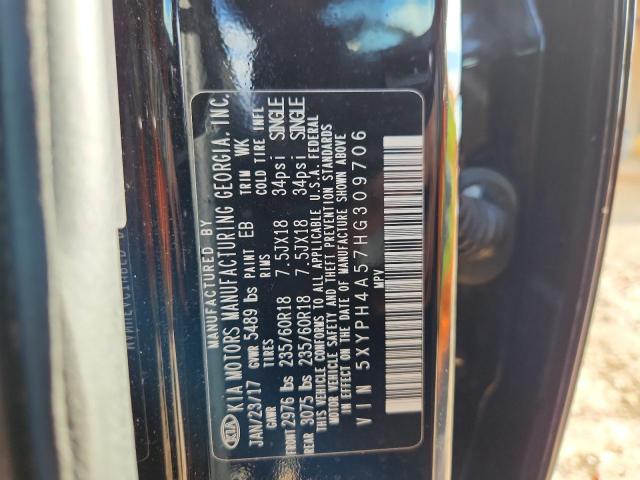 MANUFACTURED BY
KIA KIA MOTORS MANUFACTURING GEORGIA, INC.
JAN/23/17 GVWR 5489 lbs PAINT EB TRIM WK
GAWR TIRES RIMS COLD TIRE INFL
FRONT 2976 lbs 235/60R18 7.5JX18 34psi SINGLE
REAR 3075 lbs 235/60R18 7.5JX18 34psi SINGLE
THIS VEHICLE CONFORMS TO ALL APPLICABLE U.S.A. FEDERAL
MOTOR VEHICLE SAFETY AND THEFT PREVENTION STANDARDS
IN EFFECT ON THE DATE OF MANUFACTURE SHOWN ABOVE
VIN 5XYPH4A57HG309706
MPV